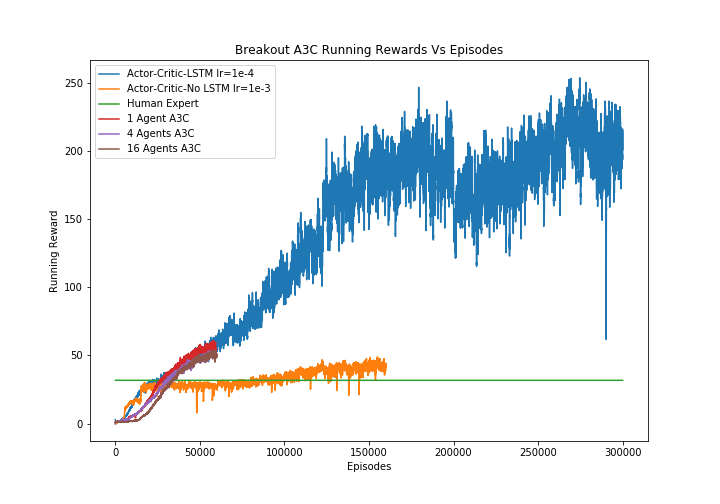 Breakout A3C Running Rewards Vs Episodes
Actor-Critic-LSTM lr=1e-4
Actor-Critic-No LSTM lr=1e-3
Human Expert
1 Agent A3C
4 Agents A3C
16 Agents A3C
250
200
150
100
50
0
Running Reward
0
50000
100000
150000
200000
250000
300000
Episodes